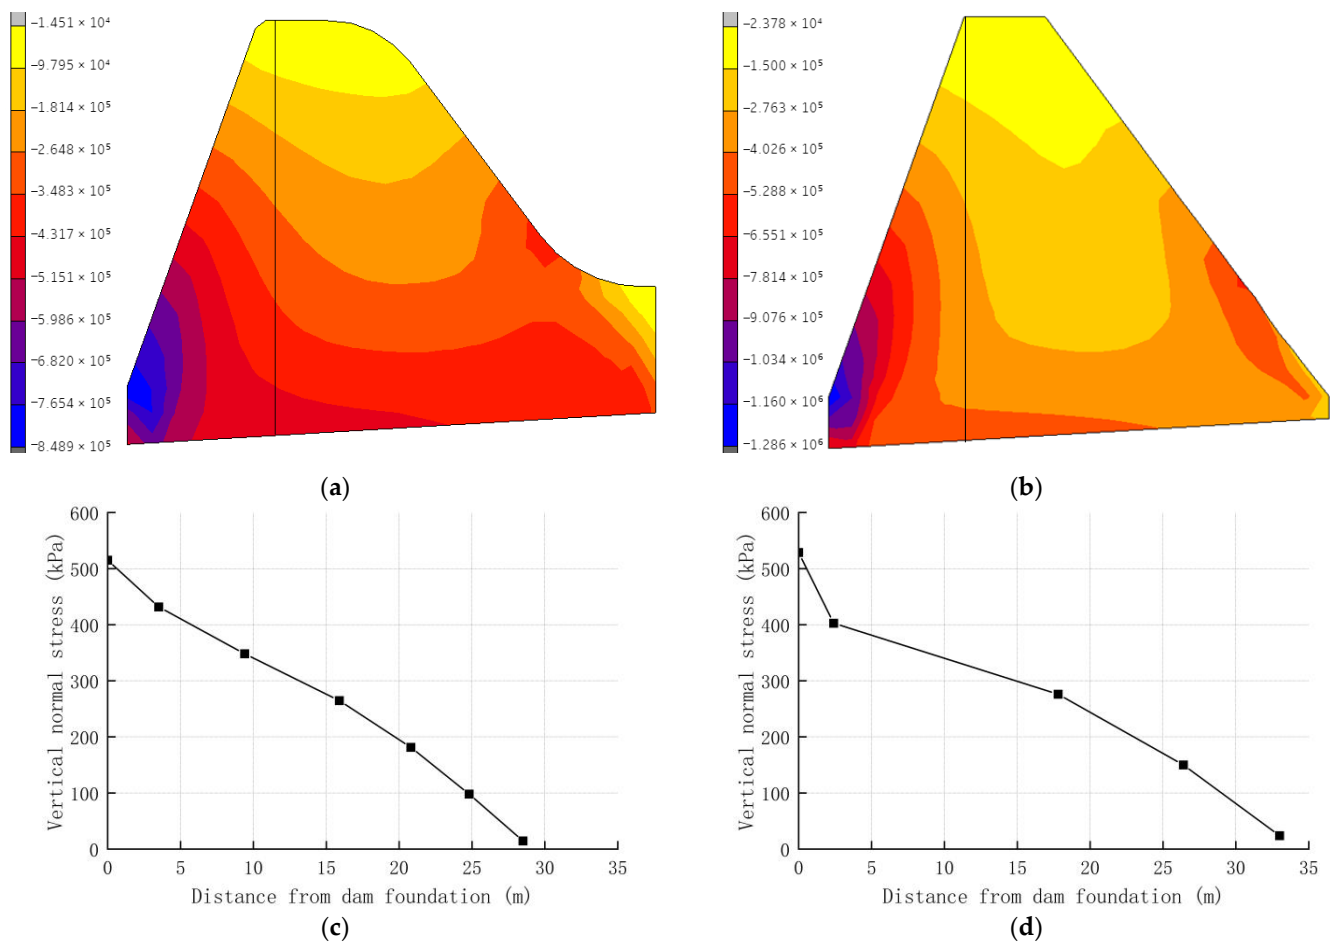 −1.451 × 10⁴
−9.795 × 10⁴
−1.814 × 10⁵
−2.648 × 10⁵
−3.483 × 10⁵
−4.317 × 10⁵
−5.151 × 10⁵
−5.986 × 10⁵
−6.820 × 10⁵
−7.654 × 10⁵
−8.489 × 10⁵
(a)
−2.378 × 10⁴
−1.500 × 10⁵
−2.763 × 10⁵
−4.026 × 10⁵
−5.288 × 10⁵
−6.551 × 10⁵
−7.814 × 10⁵
−9.076 × 10⁵
−1.034 × 10⁶
−1.160 × 10⁶
−1.286 × 10⁶
(b)
Vertical normal stress (kPa)
600
500
400
300
200
100
0
0 5 10 15 20 25 30 35
Distance from dam foundation (m)
(c)
Vertical normal stress (kPa)
600
500
400
300
200
100
0
0 5 10 15 20 25 30 35
Distance from dam foundation (m)
(d)